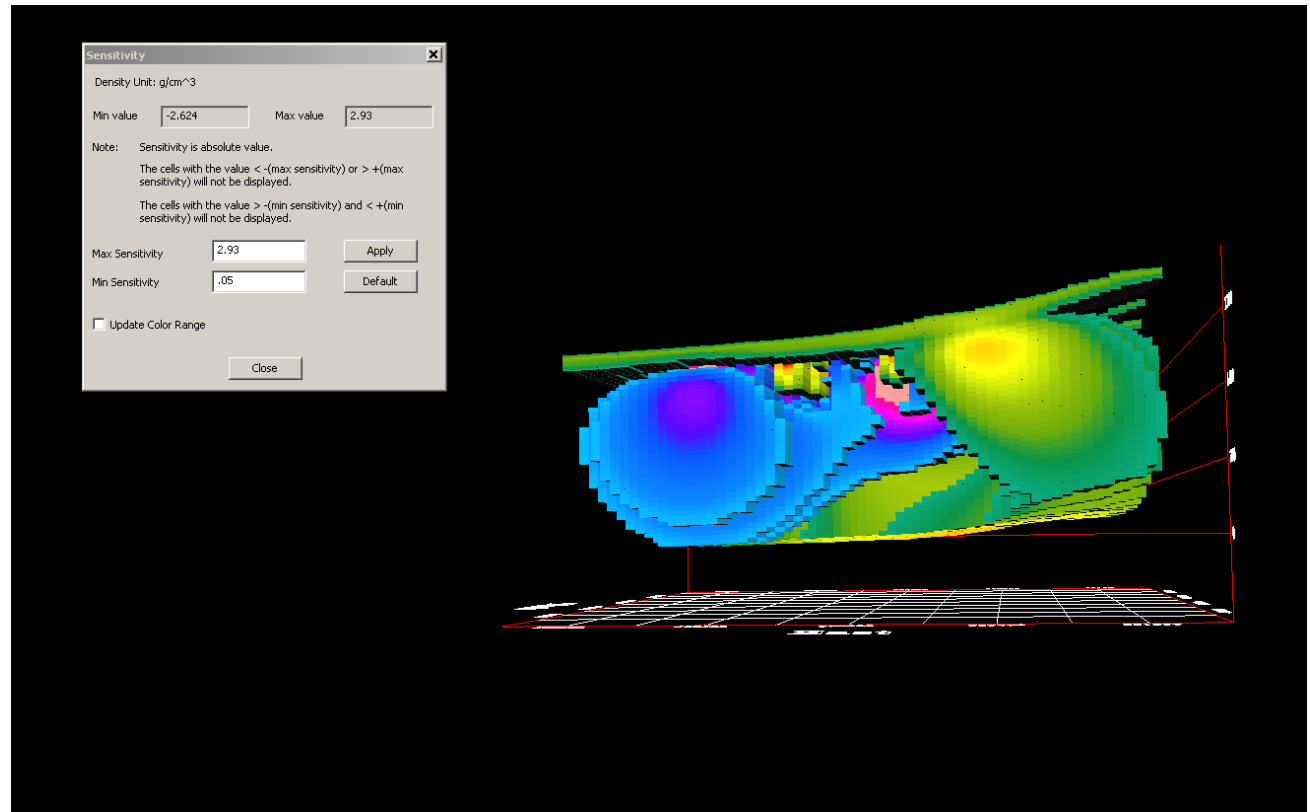 Sensitivity
Density Unit: g/cm^3
Min value -2.624 Max value 2.93
Note: Sensitivity is absolute value.
The cells with the value < -(max sensitivity) or > +(max
sensitivity) will not be displayed.
The cells with the value > -(min sensitivity) and < +(min
sensitivity) will not be displayed.
Max Sensitivity 2.93 Apply
Min Sensitivity .05 Default
Update Color Range
Close